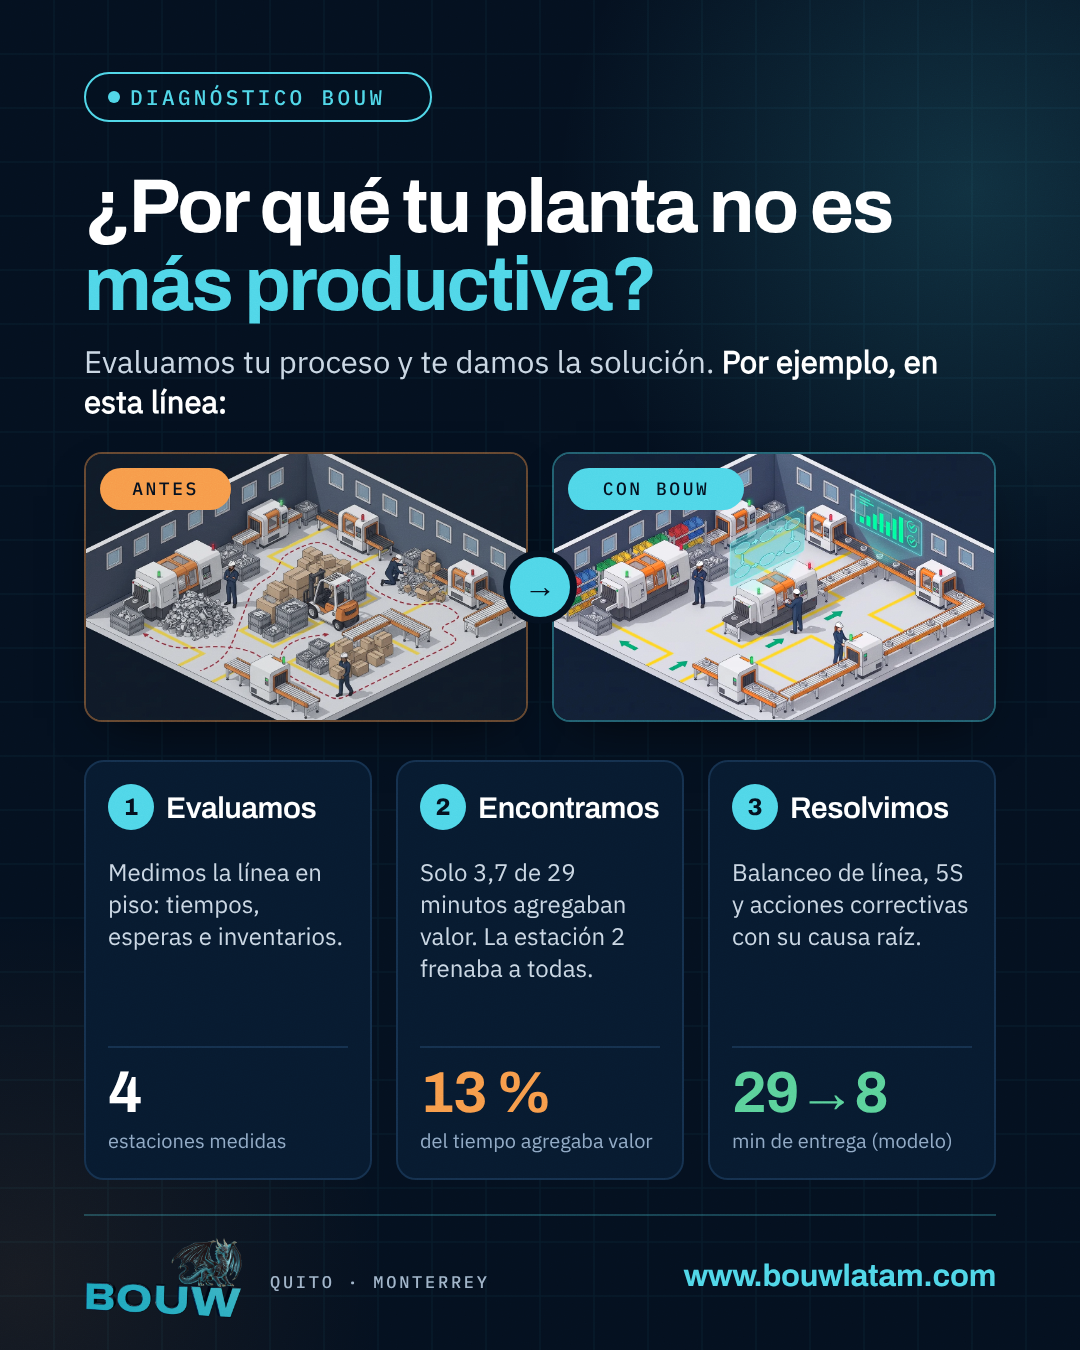 DIAGNÓSTICO BOUW
¿Por qué tu planta no es
más productiva?
Evaluamos tu proceso y te damos la solución. Por ejemplo, en
esta línea:
ANTES
CON BOUW
→
1 Evaluamos
Medimos la línea en
piso: tiempos,
esperas e inventarios.
4
estaciones medidas
2 Encontramos
Solo 3,7 de 29
minutos agregaban
valor. La estación 2
frenaba a todas.
13 %
del tiempo agregaba valor
3 Resolvimos
Balanceo de línea, 5S
y acciones correctivas
con su causa raíz.
29→8
min de entrega (modelo)
BOUW
QUITO · MONTERREY
www.bouwlatam.com